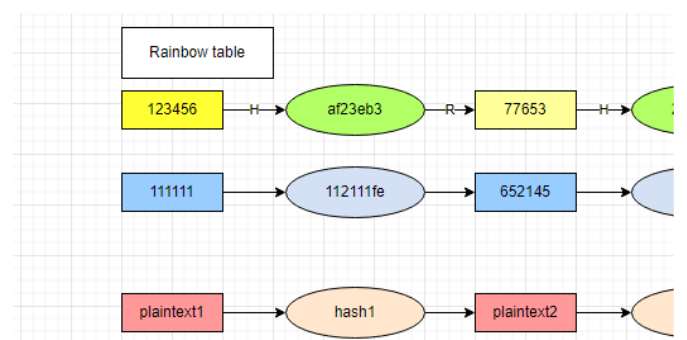 Rainbow table
123456 H af23eb3 R 77653 H
111111 112111fe 652145
plaintext1 hash1 plaintext2